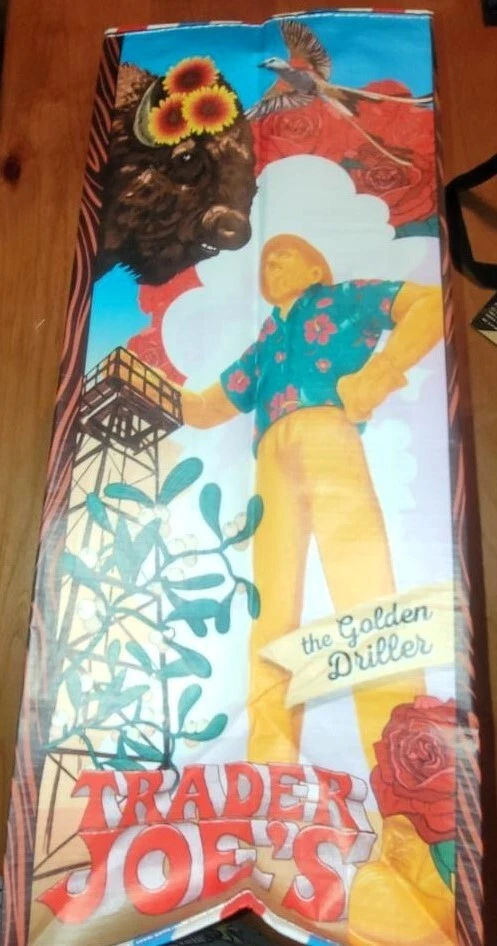 the Golden
Driller
TRADER
JOE'S